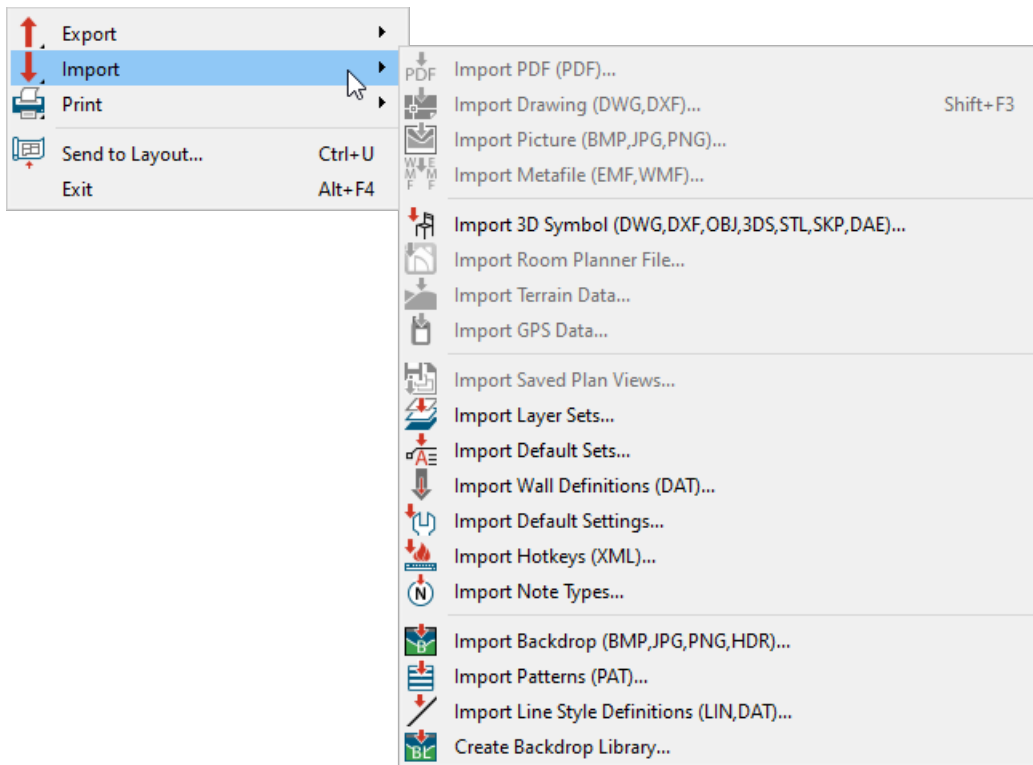 Export
Import
Print
Send to Layout... Ctrl+U
Exit Alt+F4
PDF Import PDF (PDF)...
Import Drawing (DWG,DXF)... Shift+F3
Import Picture (BMP,JPG,PNG)...
WMF EMF Import Metafile (EMF,WMF)...
Import 3D Symbol (DWG,DXF,OBJ,3DS,STL,SKP,DAE)...
Import Room Planner File...
Import Terrain Data...
Import GPS Data...
Import Saved Plan Views...
Import Layer Sets...
A Import Default Sets...
Import Wall Definitions (DAT)...
Import Default Settings...
Import Hotkeys (XML)...
N Import Note Types...
B Import Backdrop (BMP,JPG,PNG,HDR)...
Import Patterns (PAT)...
Import Line Style Definitions (LIN,DAT)...
BL Create Backdrop Library...